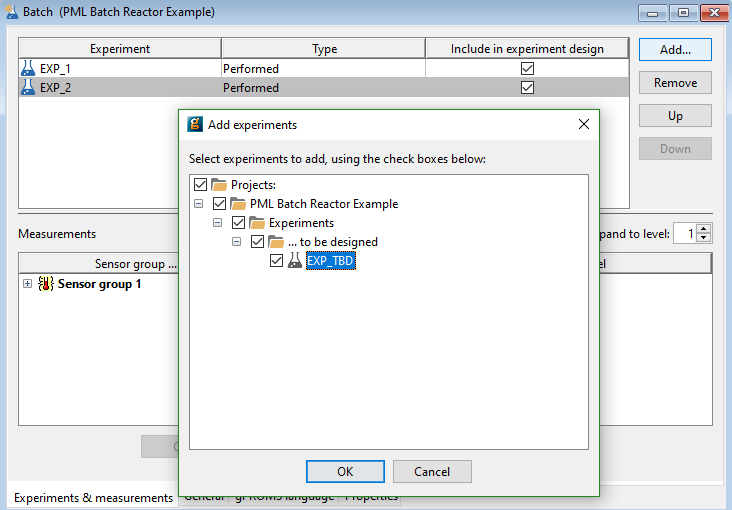 Batch (PML Batch Reactor Example)
Experiment Type Include in experiment design
EXP_1 Performed
EXP_2 Performed
Add...
Remove
Up
Down
Add experiments
Select experiments to add, using the check boxes below:
Projects:
PML Batch Reactor Example
Experiments
... to be designed
EXP_TBD
OK Cancel
Measurements to level: 1
Sensor group ...
Sensor group 1
Experiments & measurements General gPROMS language Properties